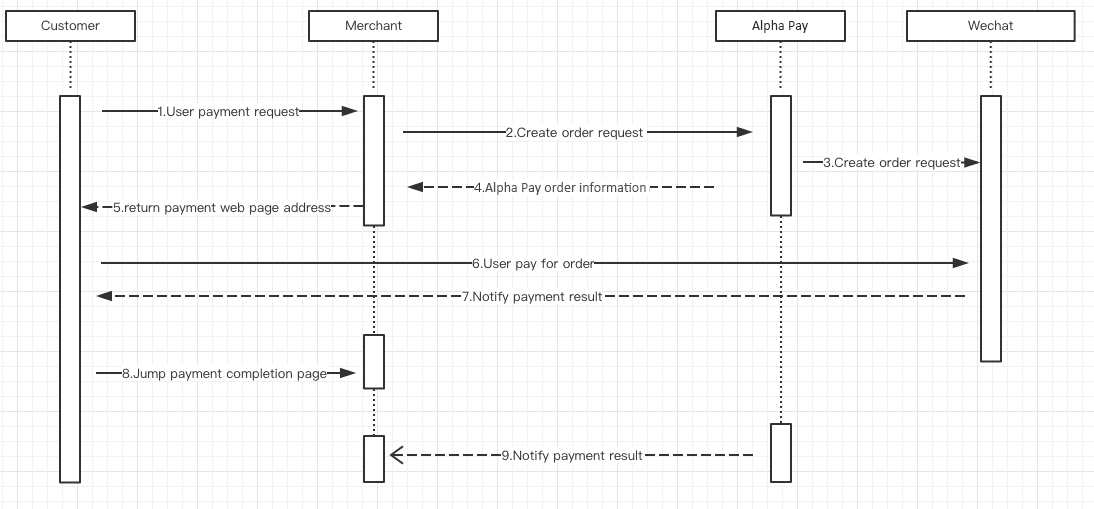 Customer
Merchant
Alpha Pay
Wechat
1.User payment request
2.Create order request
3.Create order request
4.Alpha Pay order information
5.return payment web page address
6.User pay for order
7.Notify payment result
8.Jump payment completion page
9.Notify payment result